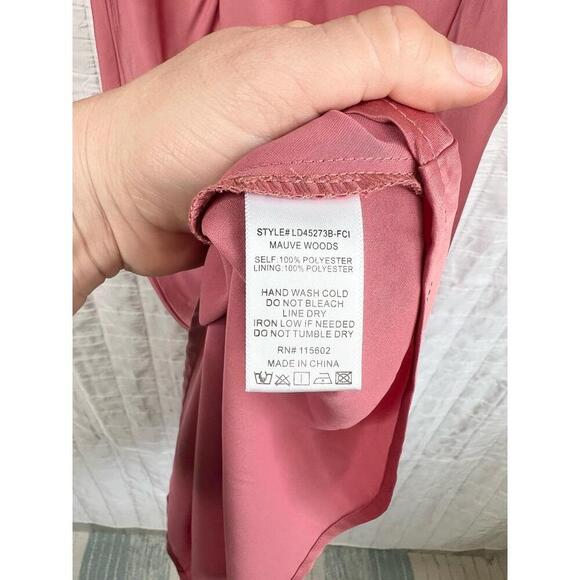 STYLE# LD45273B-FCI
MAUVE WOODS
SELF:100% POLYESTER
LINING:100% POLYESTER
HAND WASH COLD
DO NOT BLEACH
LINE DRY
IRON LOW IF NEEDED
DO NOT TUMBLE DRY
RN# 115602
MADE IN CHINA